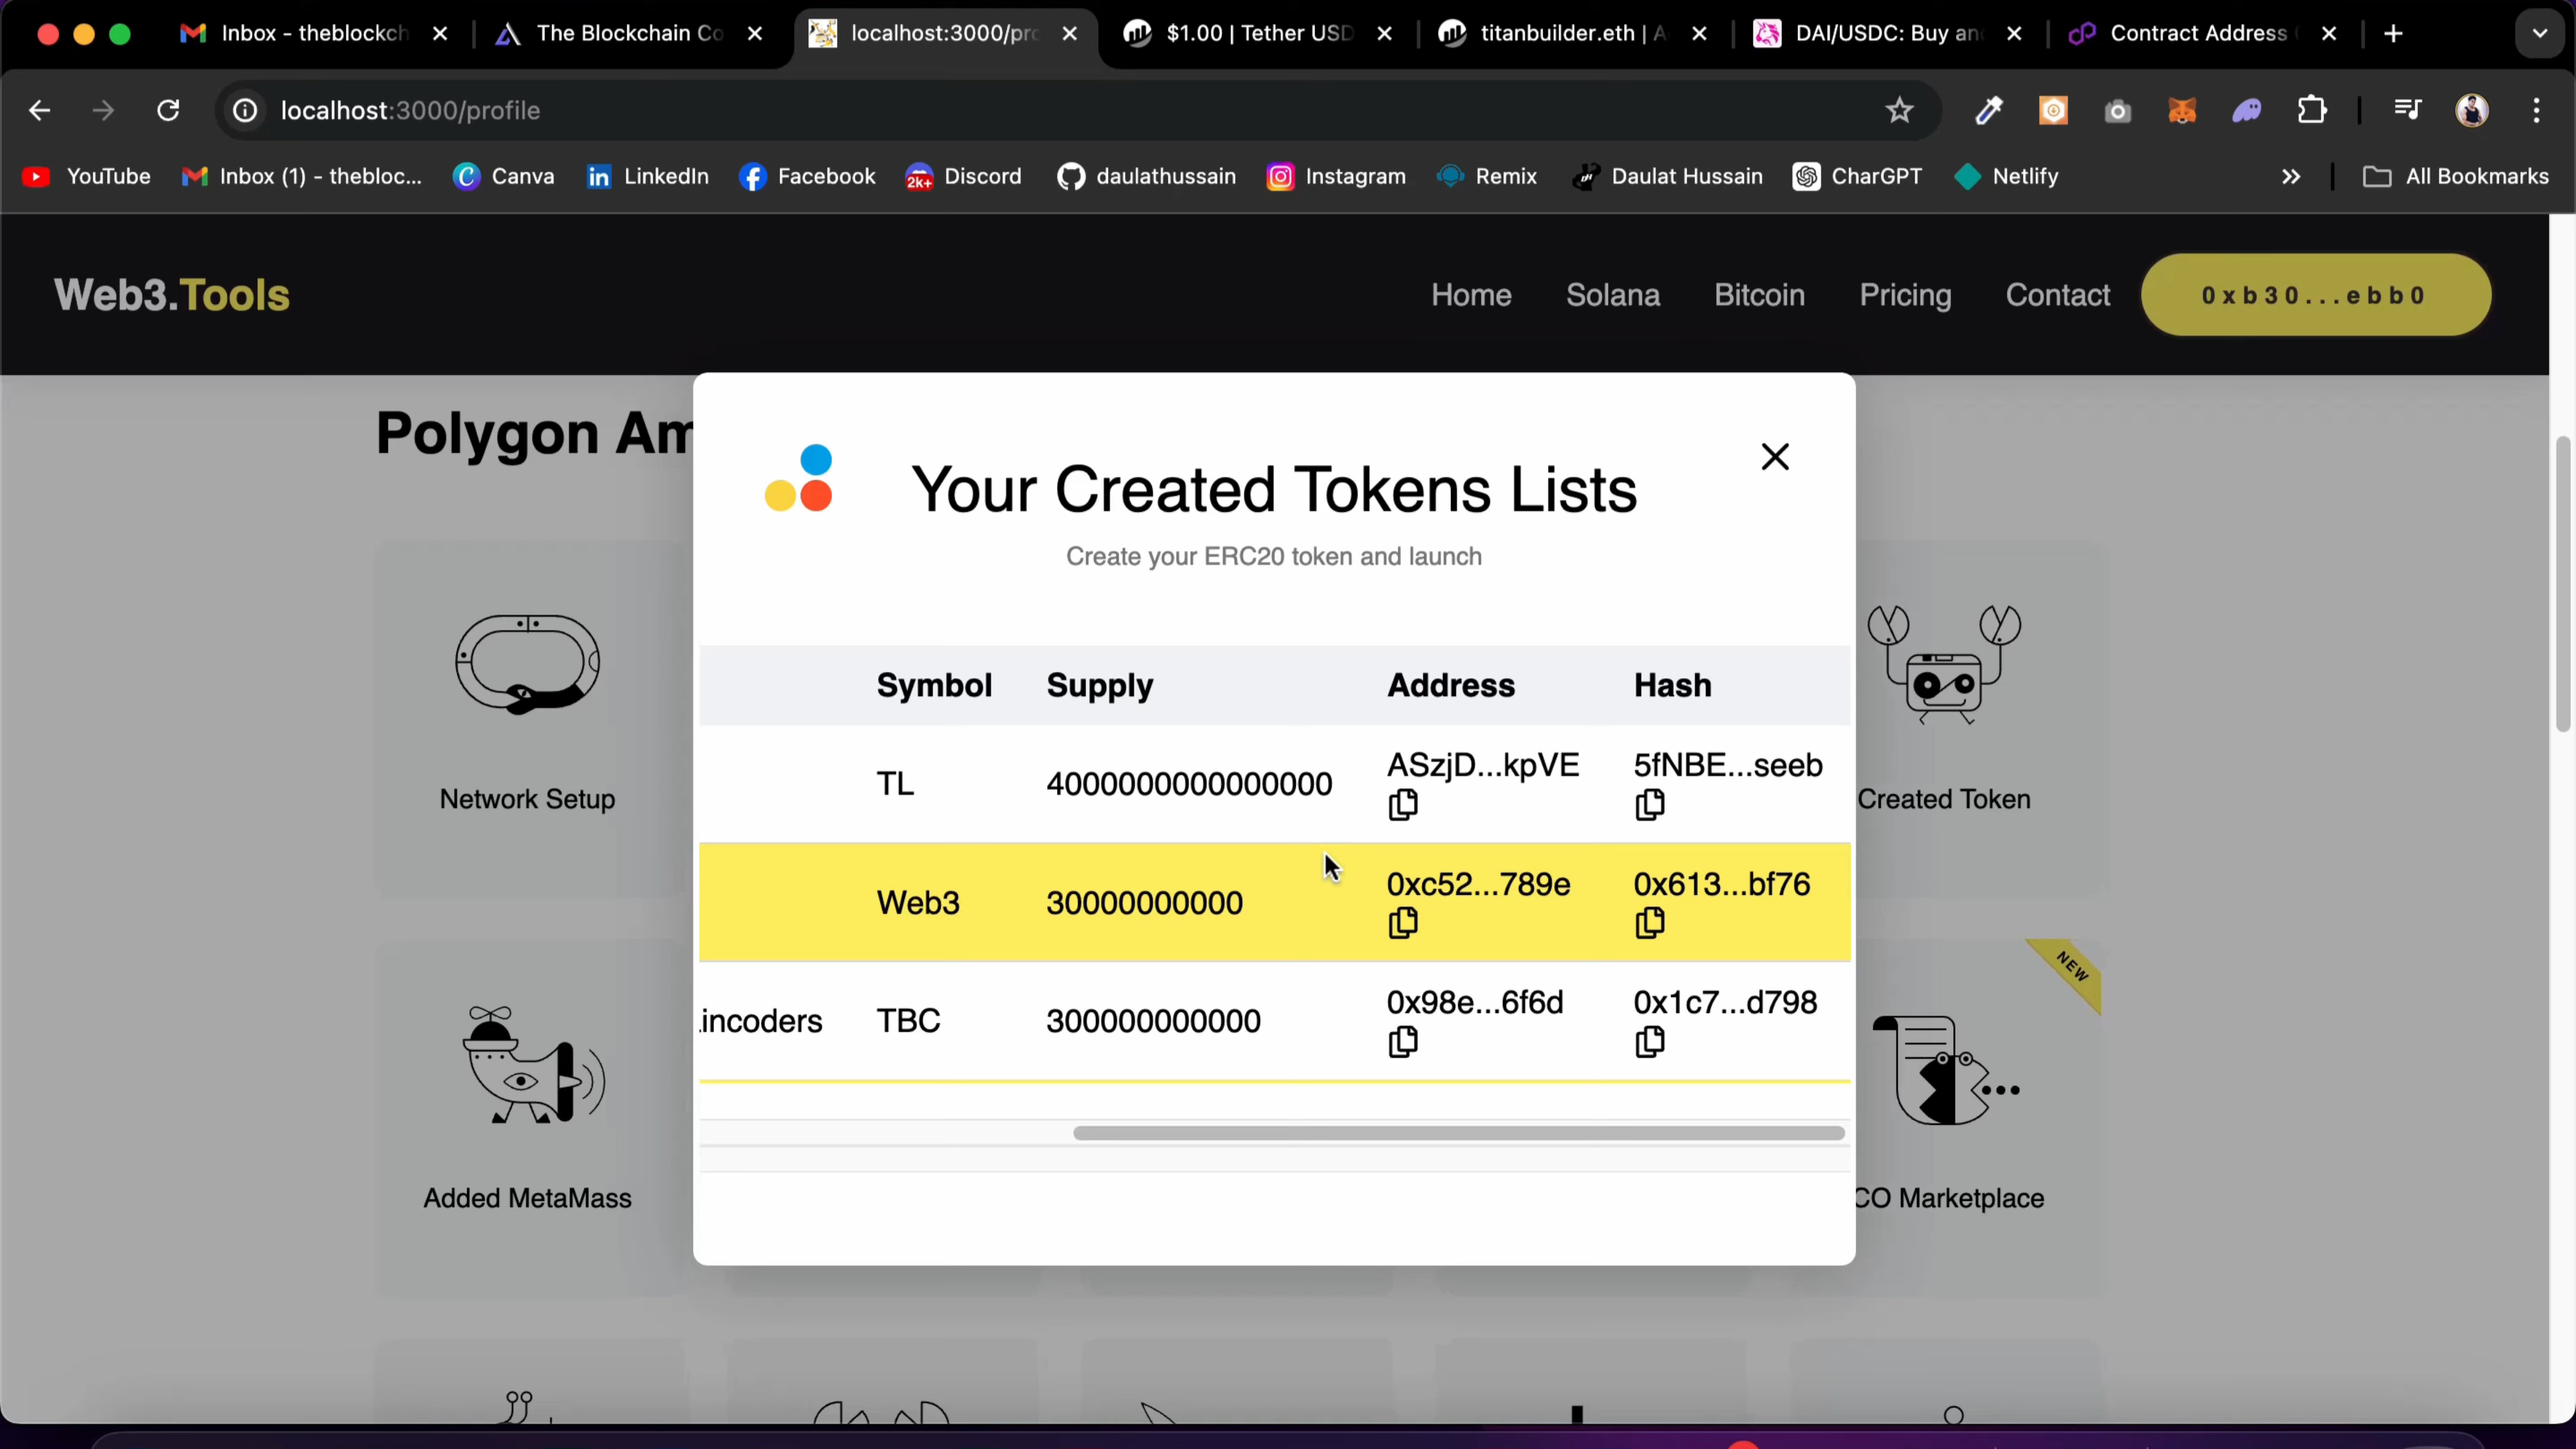 Inbox - theblockch
The Blockchain Co
localhost:3000/pro
$1.00 | Tether USD
titanbuilder.eth | A
DAI/USDC: Buy an
Contract Address
localhost:3000/profile
YouTube
Inbox (1) - thebloc...
Canva
LinkedIn
Facebook
2k+
Discord
daulathussain
Instagram
Remix
Daulat Hussain
CharGPT
Netlify
All Bookmarks
Web3.Tools
Home
Solana
Bitcoin
Pricing
Contact
0xb30...ebb0
Polygon Am
Your Created Tokens Lists
Create your ERC20 token and launch
Symbol Supply Address Hash
TL 4000000000000000 ASzjD...kpVE 5fNBE...seeb
Web3 30000000000 0xc52...789e 0x613...bf76
incoders TBC 300000000000 0x98e...6f6d 0x1c7...d798
Network Setup
Created Token
NEW
Added MetaMass
CO Marketplace